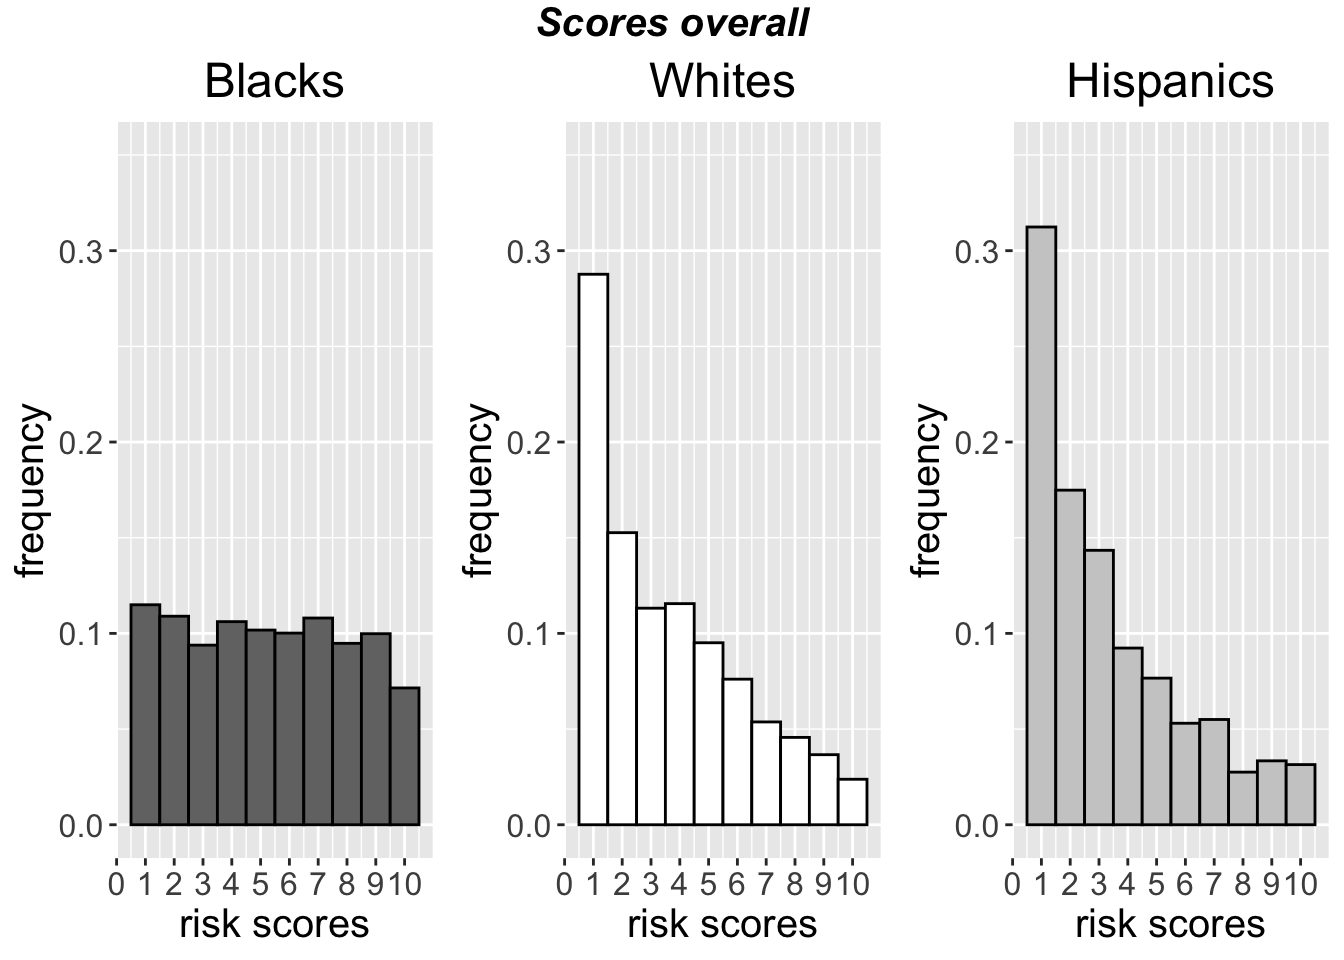 Scores overall
Blacks
frequency
0.3
0.2
0.1
0.0
0 1 2 3 4 5 6 7 8 9 10
risk scores
Whites
frequency
0.3
0.2
0.1
0.0
0 1 2 3 4 5 6 7 8 9 10
risk scores
Hispanics
frequency
0.3
0.2
0.1
0.0
0 1 2 3 4 5 6 7 8 9 10
risk scores